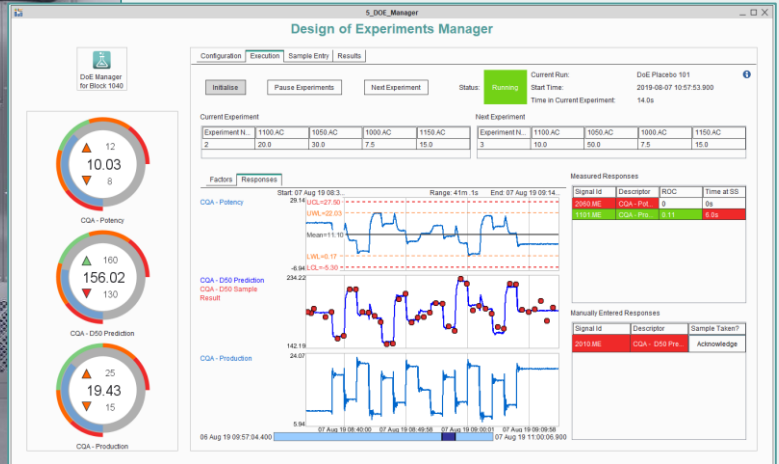 5_DOE_Manager
Design of Experiments Manager
DoE Manager
for Block 1040
Configuration Execution Sample Entry Results
Initialise Pause Experiments Next Experiment Status: Running
Current Run: DoE Placebo 101
Start Time: 2019-08-07 10:57:53.900
Time in Current Experiment: 14.0s
Current Experiment
Experiment N... 1100.AC 1050.AC 1000.AC 1150.AC
2 20.0 30.0 7.5 15.0
Next Experiment
Experiment N... 1100.AC 1050.AC 1000.AC 1150.AC
3 10.0 50.0 7.5 15.0
12
10.03
8
CQA - Potency
160
156.02
130
CQA - D50 Prediction
25
19.43
15
CQA - Production
Factors Responses
Start: 07 Aug 19 08:3... Range: 41m .1s End: 07 Aug 19 09:14...
CQA - Potency
29.14
UCL=27.50
UWL=22.03
Mean=11.10
LWL=0.17
-6.94
LCL=-5.30
CQA - D50 Prediction
CQA - D50 Sample
Result
234.22
142.19
CQA - Production
24.07
5.94
07 Aug 19 08:40:00 07 Aug 19 08:49:58 07 Aug 19 09:00:01 07 Aug 19 09:09:58
06 Aug 19 09:57:04.400 07 Aug 19 11:00:06.900
Measured Responses
Signal Id Descriptor ROC Time at SS
2060.ME CQA - Pot... 0 0s
1101.ME CQA - Pro... 0.11 6.0s
Manually Entered Responses
Signal Id Descriptor Sample Taken?
2010.ME CQA - D50 Pre... Acknowledge